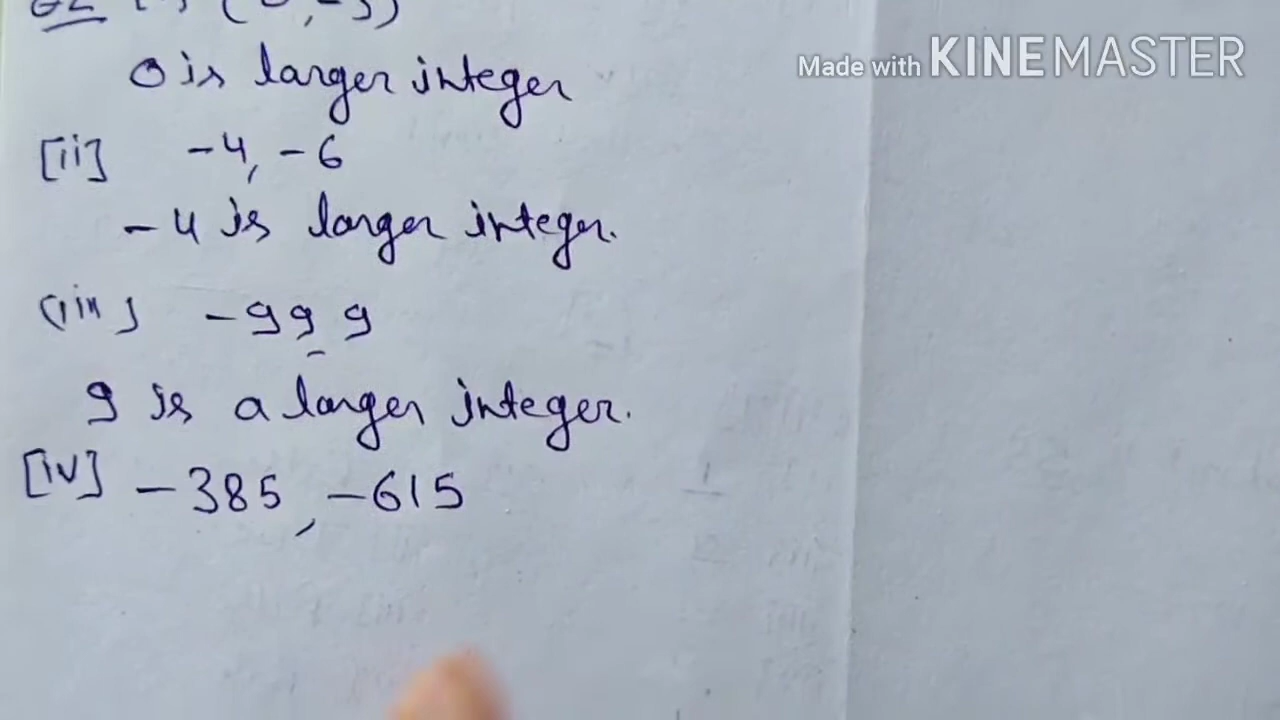 Made with KINEMASTER
0 is larger integer
[ii] -4, -6
-4 is larger integer.
(iii) -99, 9
9 is a larger integer.
[iv] -385, -615